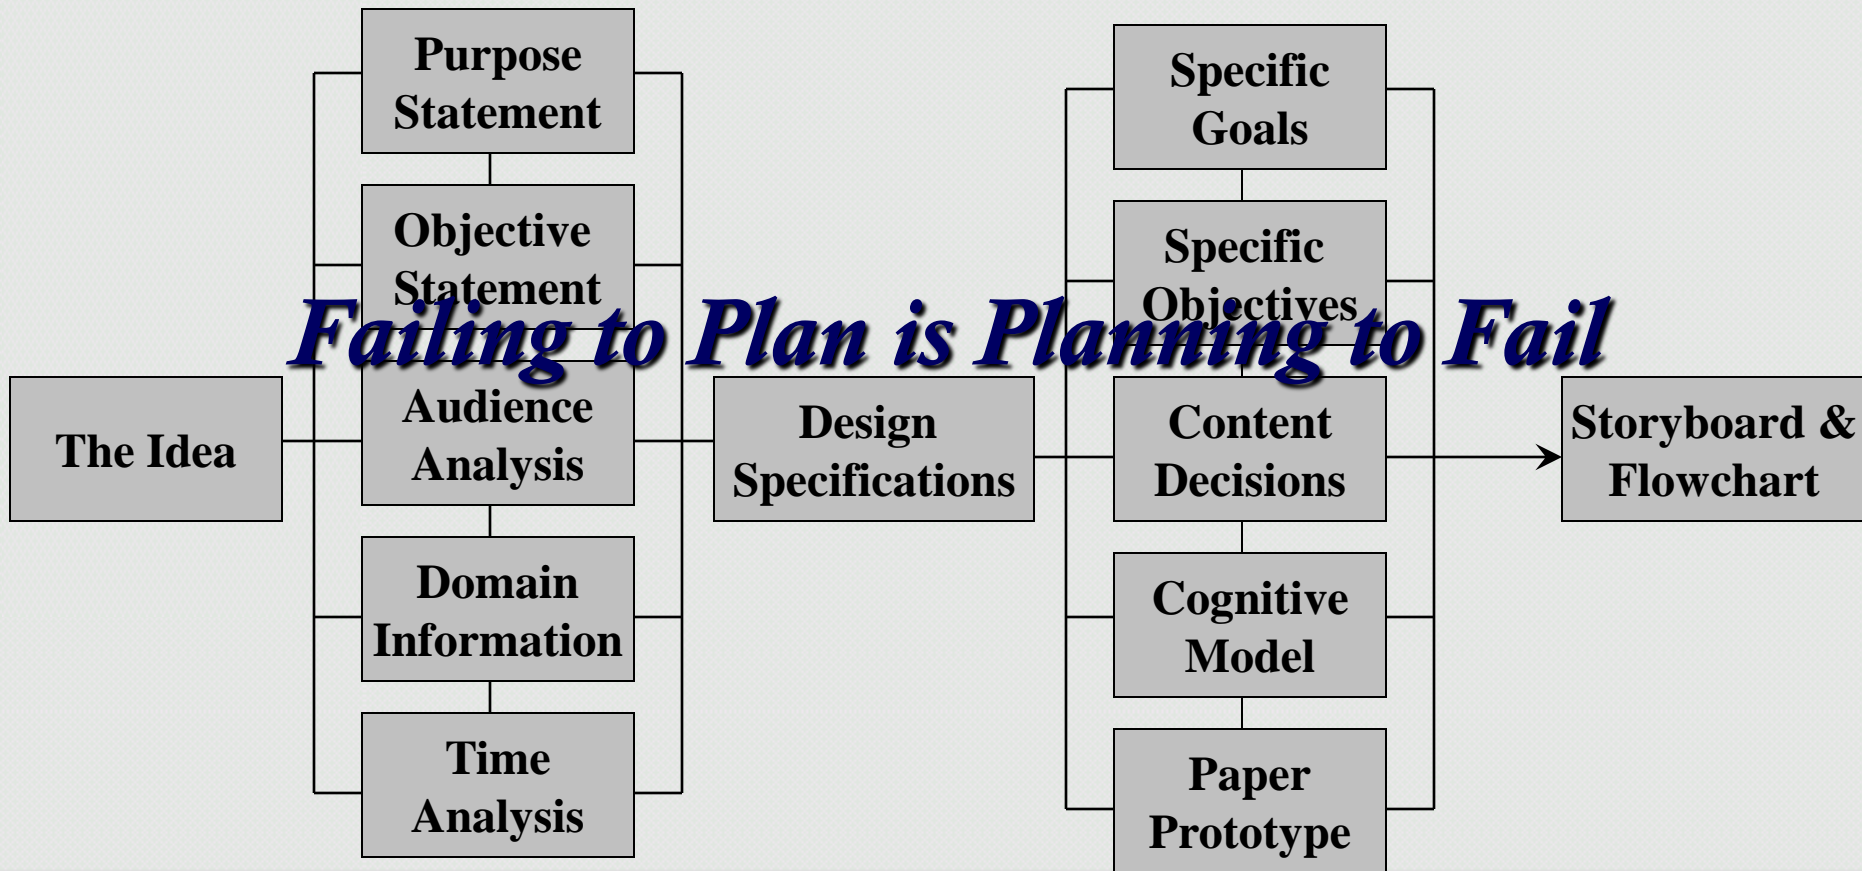 The Idea
Purpose
Statement
Objective
Statement
Audience
Analysis
Domain
Information
Time
Analysis
Failing to Plan is Planning to Fail
Design
Specifications
Specific
Goals
Specific
Objectives
Content
Decisions
Cognitive
Model
Paper
Prototype
Storyboard &
Flowchart